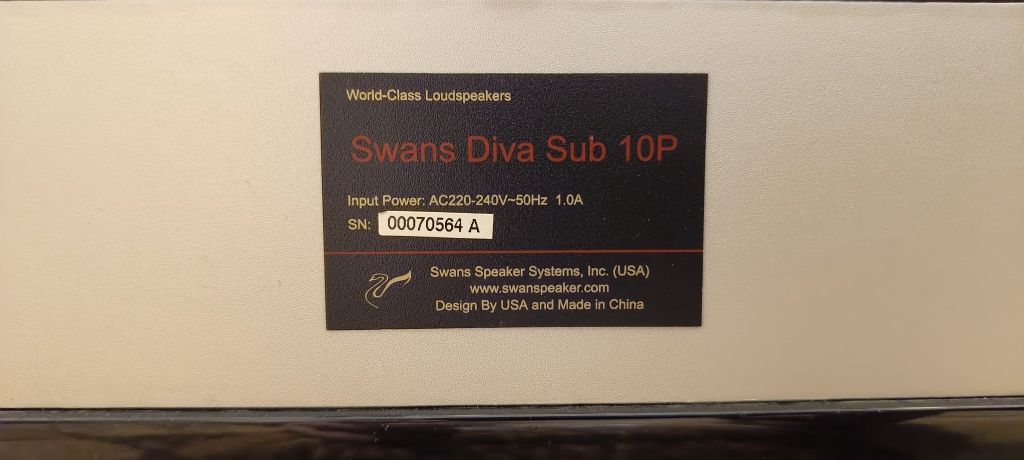 World-Class Loudspeakers
Swans Diva Sub 10P
Input Power: AC220-240V~50Hz 1.0A
SN: 00070564 A
Swans Speaker Systems, Inc. (USA)
www.swanspeaker.com
Design By USA and Made in China